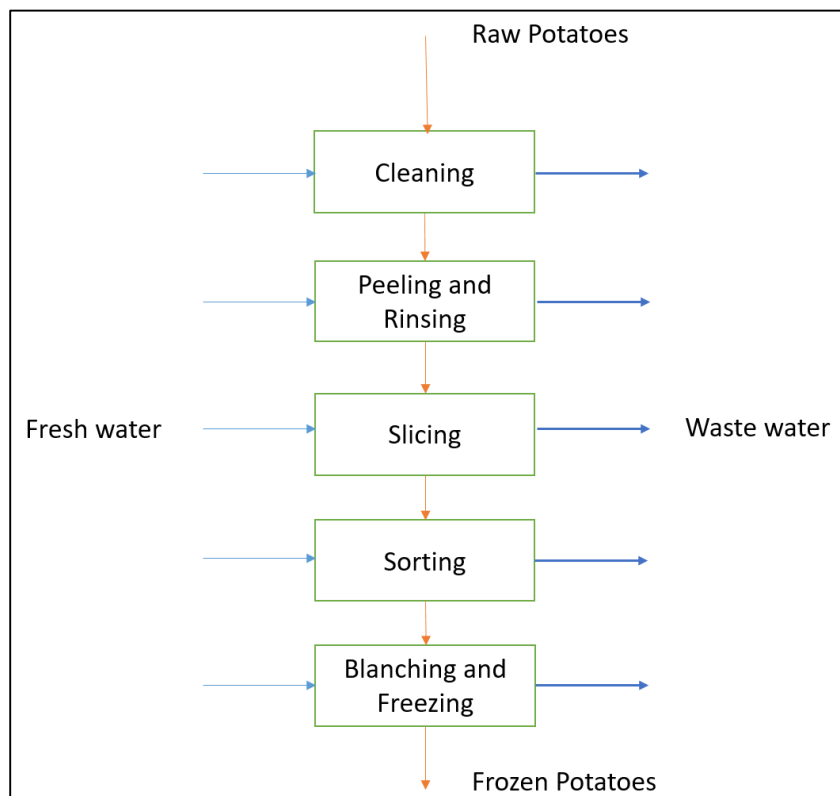 Raw Potatoes
Cleaning
Peeling and
Rinsing
Fresh water
Slicing
Waste water
Sorting
Blanching and
Freezing
Frozen Potatoes